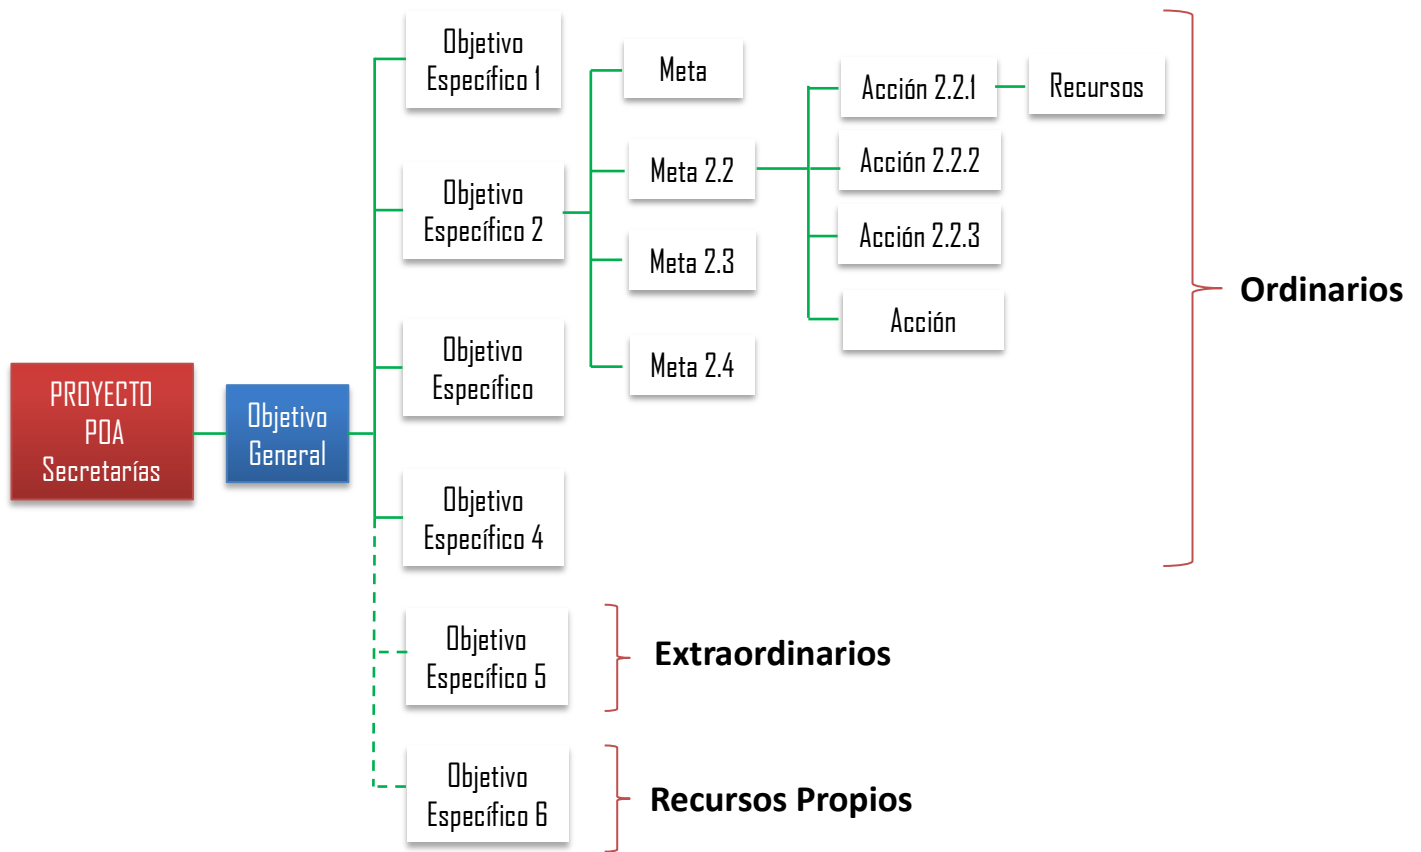 PROYECTO
POA
Secretarías
Objetivo
General
Objetivo
Específico 1
Objetivo
Específico 2
Objetivo
Específico
Objetivo
Específico 4
Objetivo
Específico 5
Objetivo
Específico 6
Meta
Meta 2.2
Meta 2.3
Meta 2.4
Acción 2.2.1
Acción 2.2.2
Acción 2.2.3
Acción
Recursos
Ordinarios
Extraordinarios
Recursos Propios